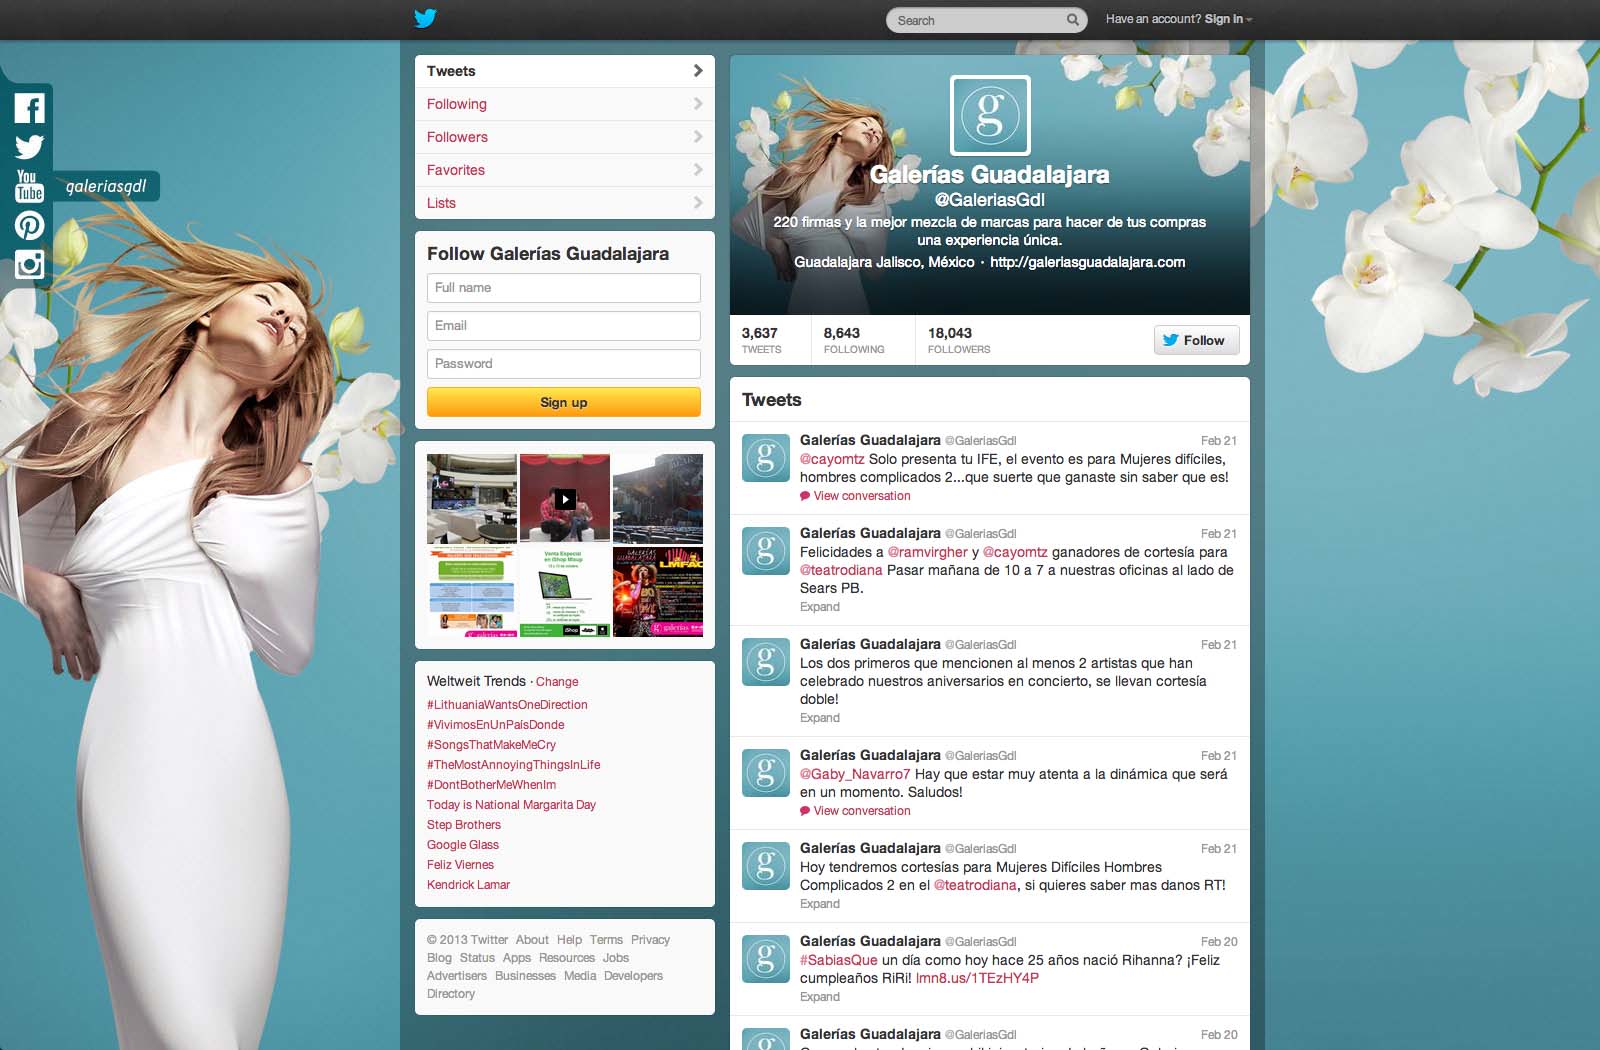 Search
Have an account? Sign in
You
Tube
galeriasgdl
Tweets
Following
Followers
Favorites
Lists
Follow Galerías Guadalajara
Full name
Email
Password
Sign up
Venta Especial
en iShop Mixup
GALERÍAS
GUADALAJARA
LMFAO
g galerías
iShop
g galerías
Weltweit Trends · Change
#LithuaniaWantsOneDirection
#VivimosEnUnPaísDonde
#SongsThatMakeMeCry
#TheMostAnnoyingThingsInLife
#DontBotherMeWhenIm
Today is National Margarita Day
Step Brothers
Google Glass
Feliz Viernes
Kendrick Lamar
© 2013 Twitter About Help Terms Privacy
Blog Status Apps Resources Jobs
Advertisers Businesses Media Developers
Directory
g
Galerías Guadalajara
@GaleriasGdl
220 firmas y la mejor mezcla de marcas para hacer de tus compras
una experiencia única.
Guadalajara Jalisco, México · http://galeriasguadalajara.com
3,637
TWEETS
8,643
FOLLOWING
18,043
FOLLOWERS
Follow
Tweets
g
Galerías Guadalajara @GaleriasGdl Feb 21
@cayomtz Solo presenta tu IFE, el evento es para Mujeres difíciles,
hombres complicados 2...que suerte que ganaste sin saber que es!
View conversation
g
Galerías Guadalajara @GaleriasGdl Feb 21
Felicidades a @ramvirgher y @cayomtz ganadores de cortesía para
@teatrodiana Pasar mañana de 10 a 7 a nuestras oficinas al lado de
Sears PB.
Expand
g
Galerías Guadalajara @GaleriasGdl Feb 21
Los dos primeros que mencionen al menos 2 artistas que han
celebrado nuestros aniversarios en concierto, se llevan cortesía
doble!
Expand
g
Galerías Guadalajara @GaleriasGdl Feb 21
@Gaby_Navarro7 Hay que estar muy atenta a la dinámica que será
en un momento. Saludos!
View conversation
g
Galerías Guadalajara @GaleriasGdl Feb 21
Hoy tendremos cortesías para Mujeres Difíciles Hombres
Complicados 2 en el @teatrodiana, si quieres saber mas danos RT!
Expand
g
Galerías Guadalajara @GaleriasGdl Feb 20
#SabiasQue un día como hoy hace 25 años nació Rihanna? ¡Feliz
cumpleaños RiRi! lmn8.us/1TEzHY4P
Expand
Galerías Guadalajara @GaleriasGdl Feb 20